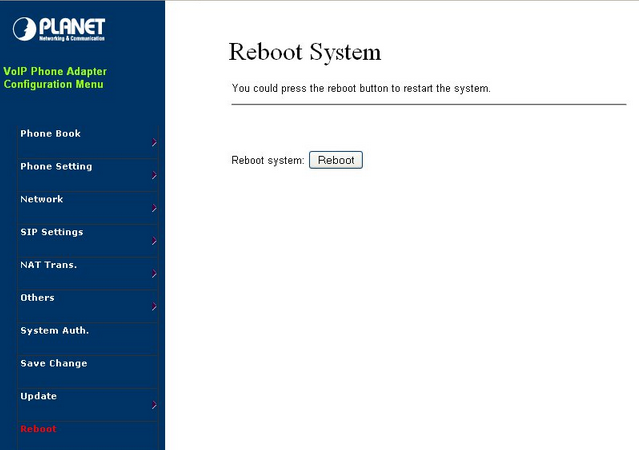 PLANET
Networking & Communication
VoIP Phone Adapter
Configuration Menu
Phone Book
Phone Setting
Network
SIP Settings
NAT Trans.
Others
System Auth.
Save Change
Update
Reboot
Reboot System
You could press the reboot button to restart the system.
Reboot system: Reboot